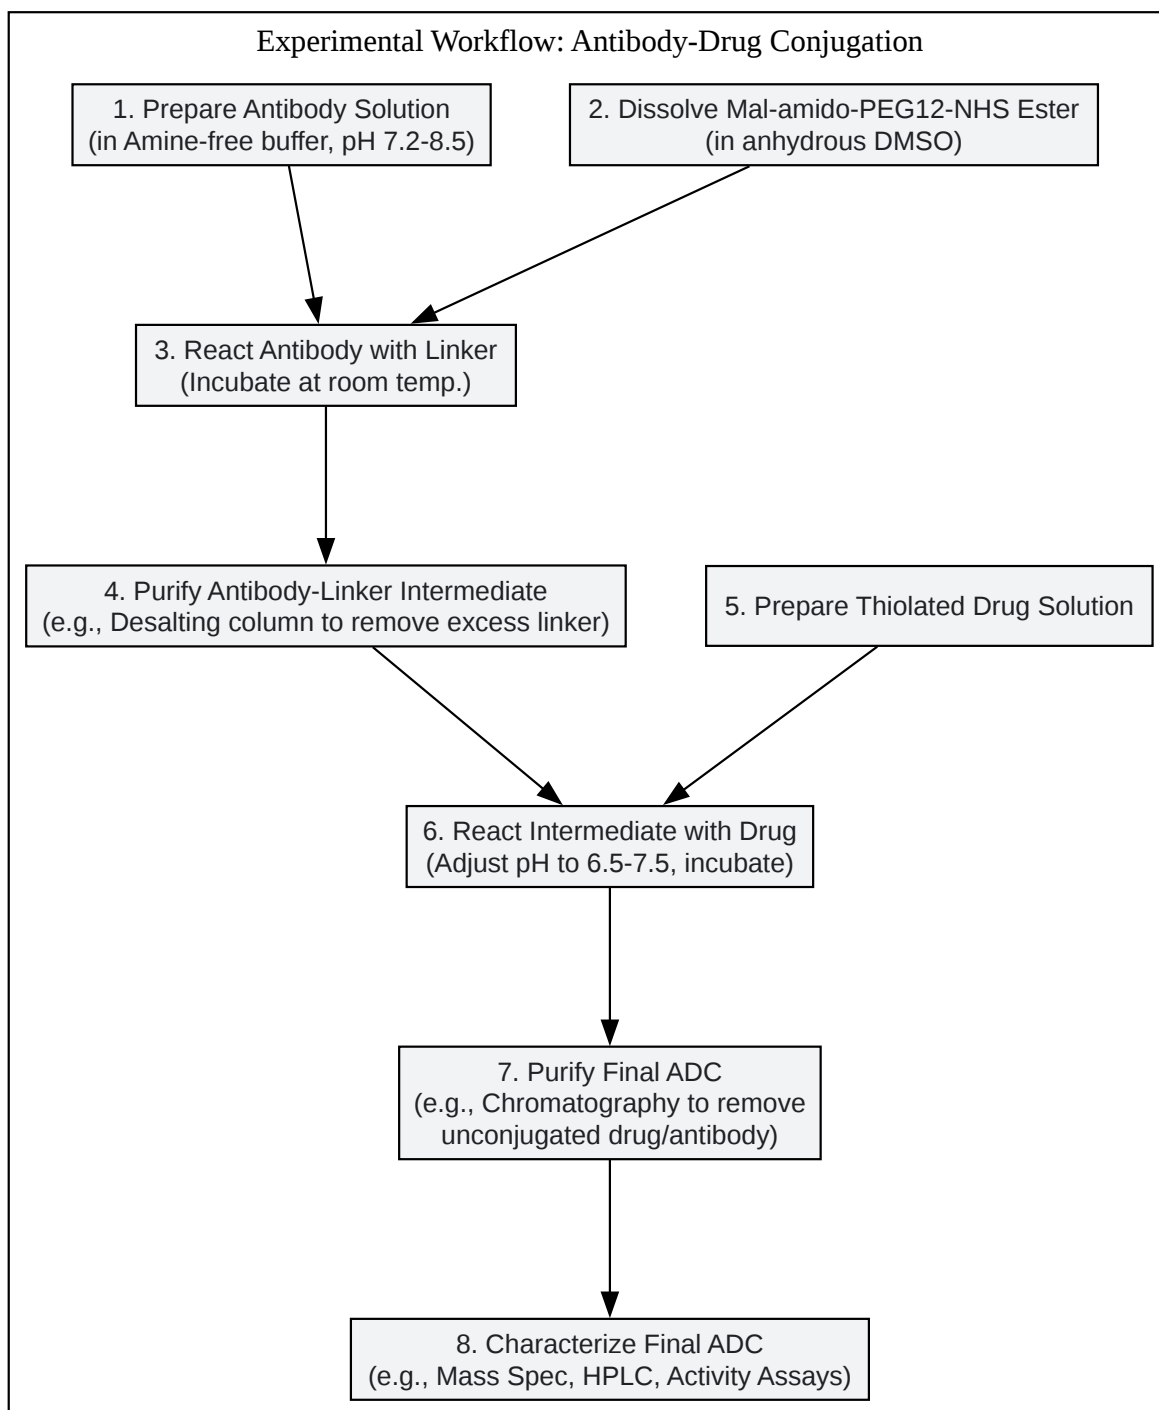 Experimental Workflow: Antibody-Drug Conjugation
1. Prepare Antibody Solution
(in Amine-free buffer, pH 7.2-8.5)
2. Dissolve Mal-amido-PEG12-NHS Ester
(in anhydrous DMSO)
3. React Antibody with Linker
(Incubate at room temp.)
4. Purify Antibody-Linker Intermediate
(e.g., Desalting column to remove excess linker)
5. Prepare Thiolated Drug Solution
6. React Intermediate with Drug
(Adjust pH to 6.5-7.5, incubate)
7. Purify Final ADC
(e.g., Chromatography to remove
unconjugated drug/antibody)
8. Characterize Final ADC
(e.g., Mass Spec, HPLC, Activity Assays)